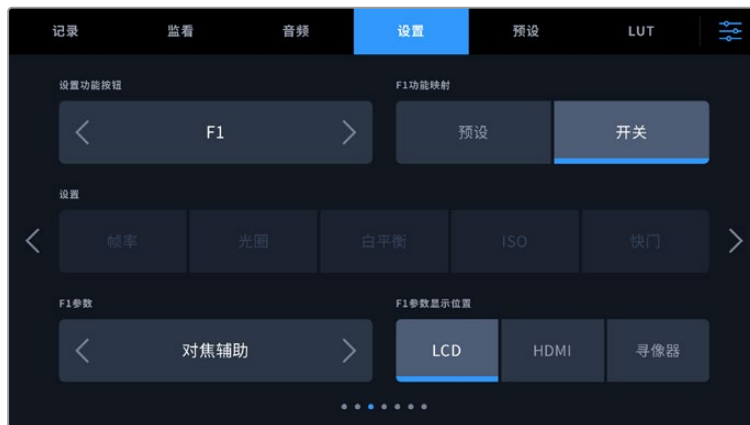 记录 监看 音频 设置 预设 LUT
设置功能按钮 F1功能映射
F1 预设 开关
设置
帧率 光圈 白平衡 ISO 快门
F1参数 F1参数显示位置
对焦辅助 LCD HDMI 寻像器